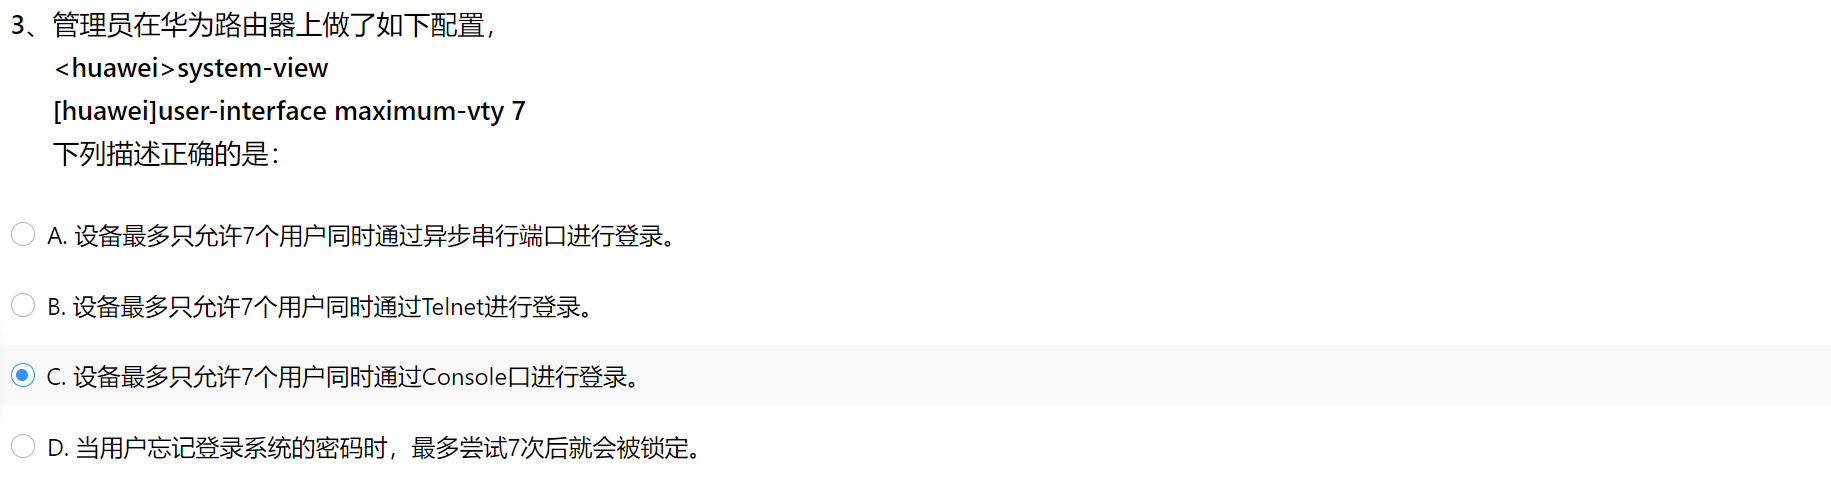 3、管理员在华为路由器上做了如下配置，
<huawei>system-view
[huawei]user-interface maximum-vty 7
下列描述正确的是：
A. 设备最多只允许7个用户同时通过异步串行端口进行登录。
B. 设备最多只允许7个用户同时通过Telnet进行登录。
C. 设备最多只允许7个用户同时通过Console口进行登录。
D. 当用户忘记登录系统的密码时，最多尝试7次后就会被锁定。